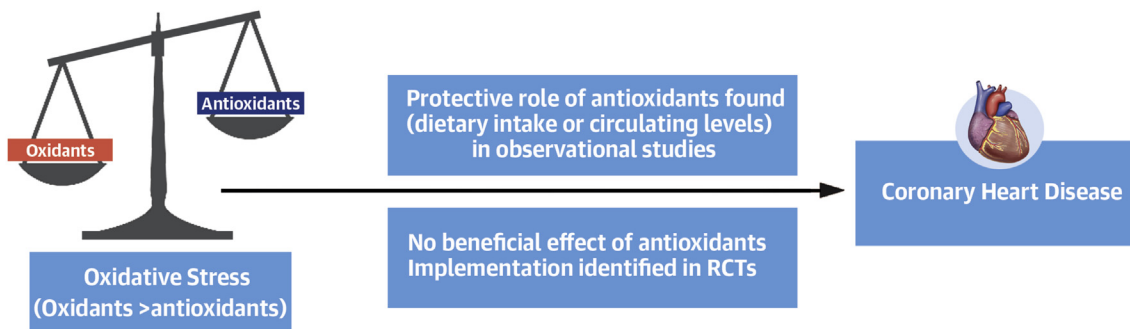 Antioxidants
Oxidants
Oxidative Stress
(Oxidants >antioxidants)
Protective role of antioxidants found
(dietary intake or circulating levels)
in observational studies
No beneficial effect of antioxidants
Implementation identified in RCTs
Coronary Heart Disease